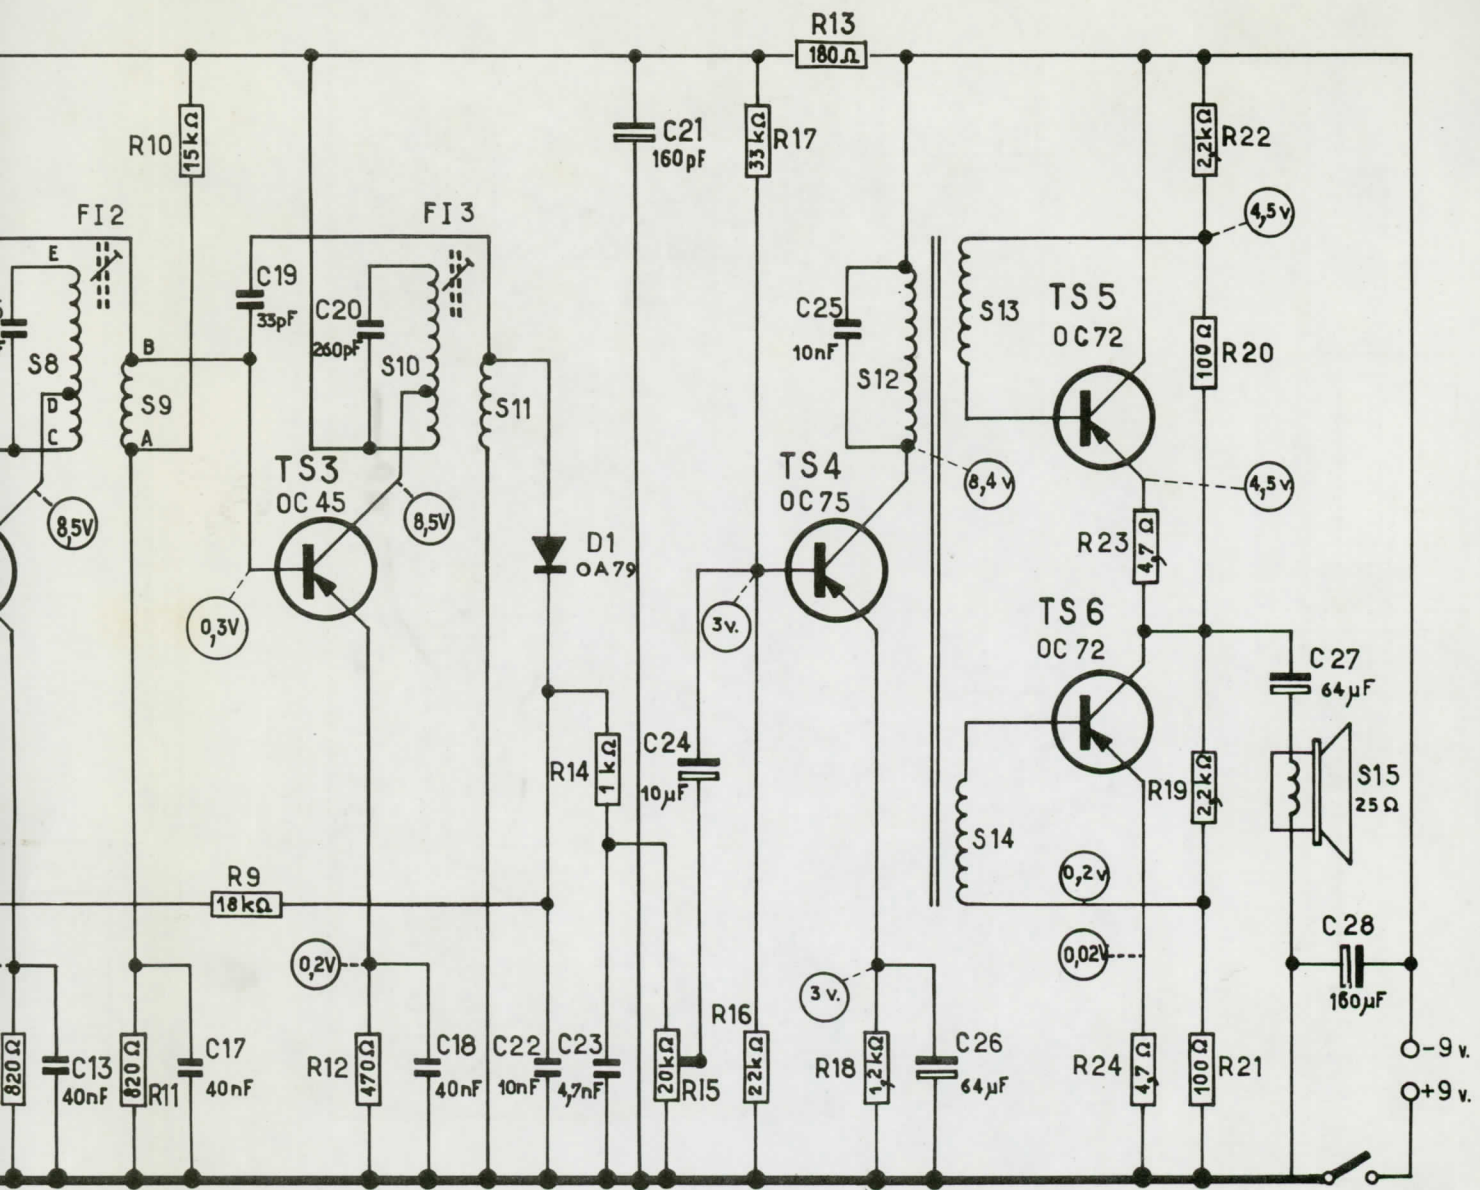 R13
180Ω
R10
15kΩ
C21
160pF
33kΩ
R17
2,2kΩ
R22
FI2
FI3
4,5v
E
C19
33pF
C20
260pF
S8
B
D
C
S9
A
S10
S11
C25
10nF
S12
S13
TS5
OC72
100Ω
R20
TS3
OC45
8,5V
8,5V
TS4
OC75
8,4v
4,5v.
D1
OA79
R23
4,7Ω
0,3V
3v.
TS6
OC72
C27
64µF
R14
1kΩ
C24
10µF
R19
2,2kΩ
S15
25Ω
S14
0,2v
R9
18kΩ
0,2V
0,02V
3v.
C28
160µF
820Ω
C13
40nF
820Ω
R11
C17
40nF
R12
470Ω
C18
40nF
C22
10nF
C23
4,7nF
20kΩ
R15
R16
22kΩ
R18
1,2kΩ
C26
64µF
R24
4,7Ω
100Ω
R21
-9v.
+9v.